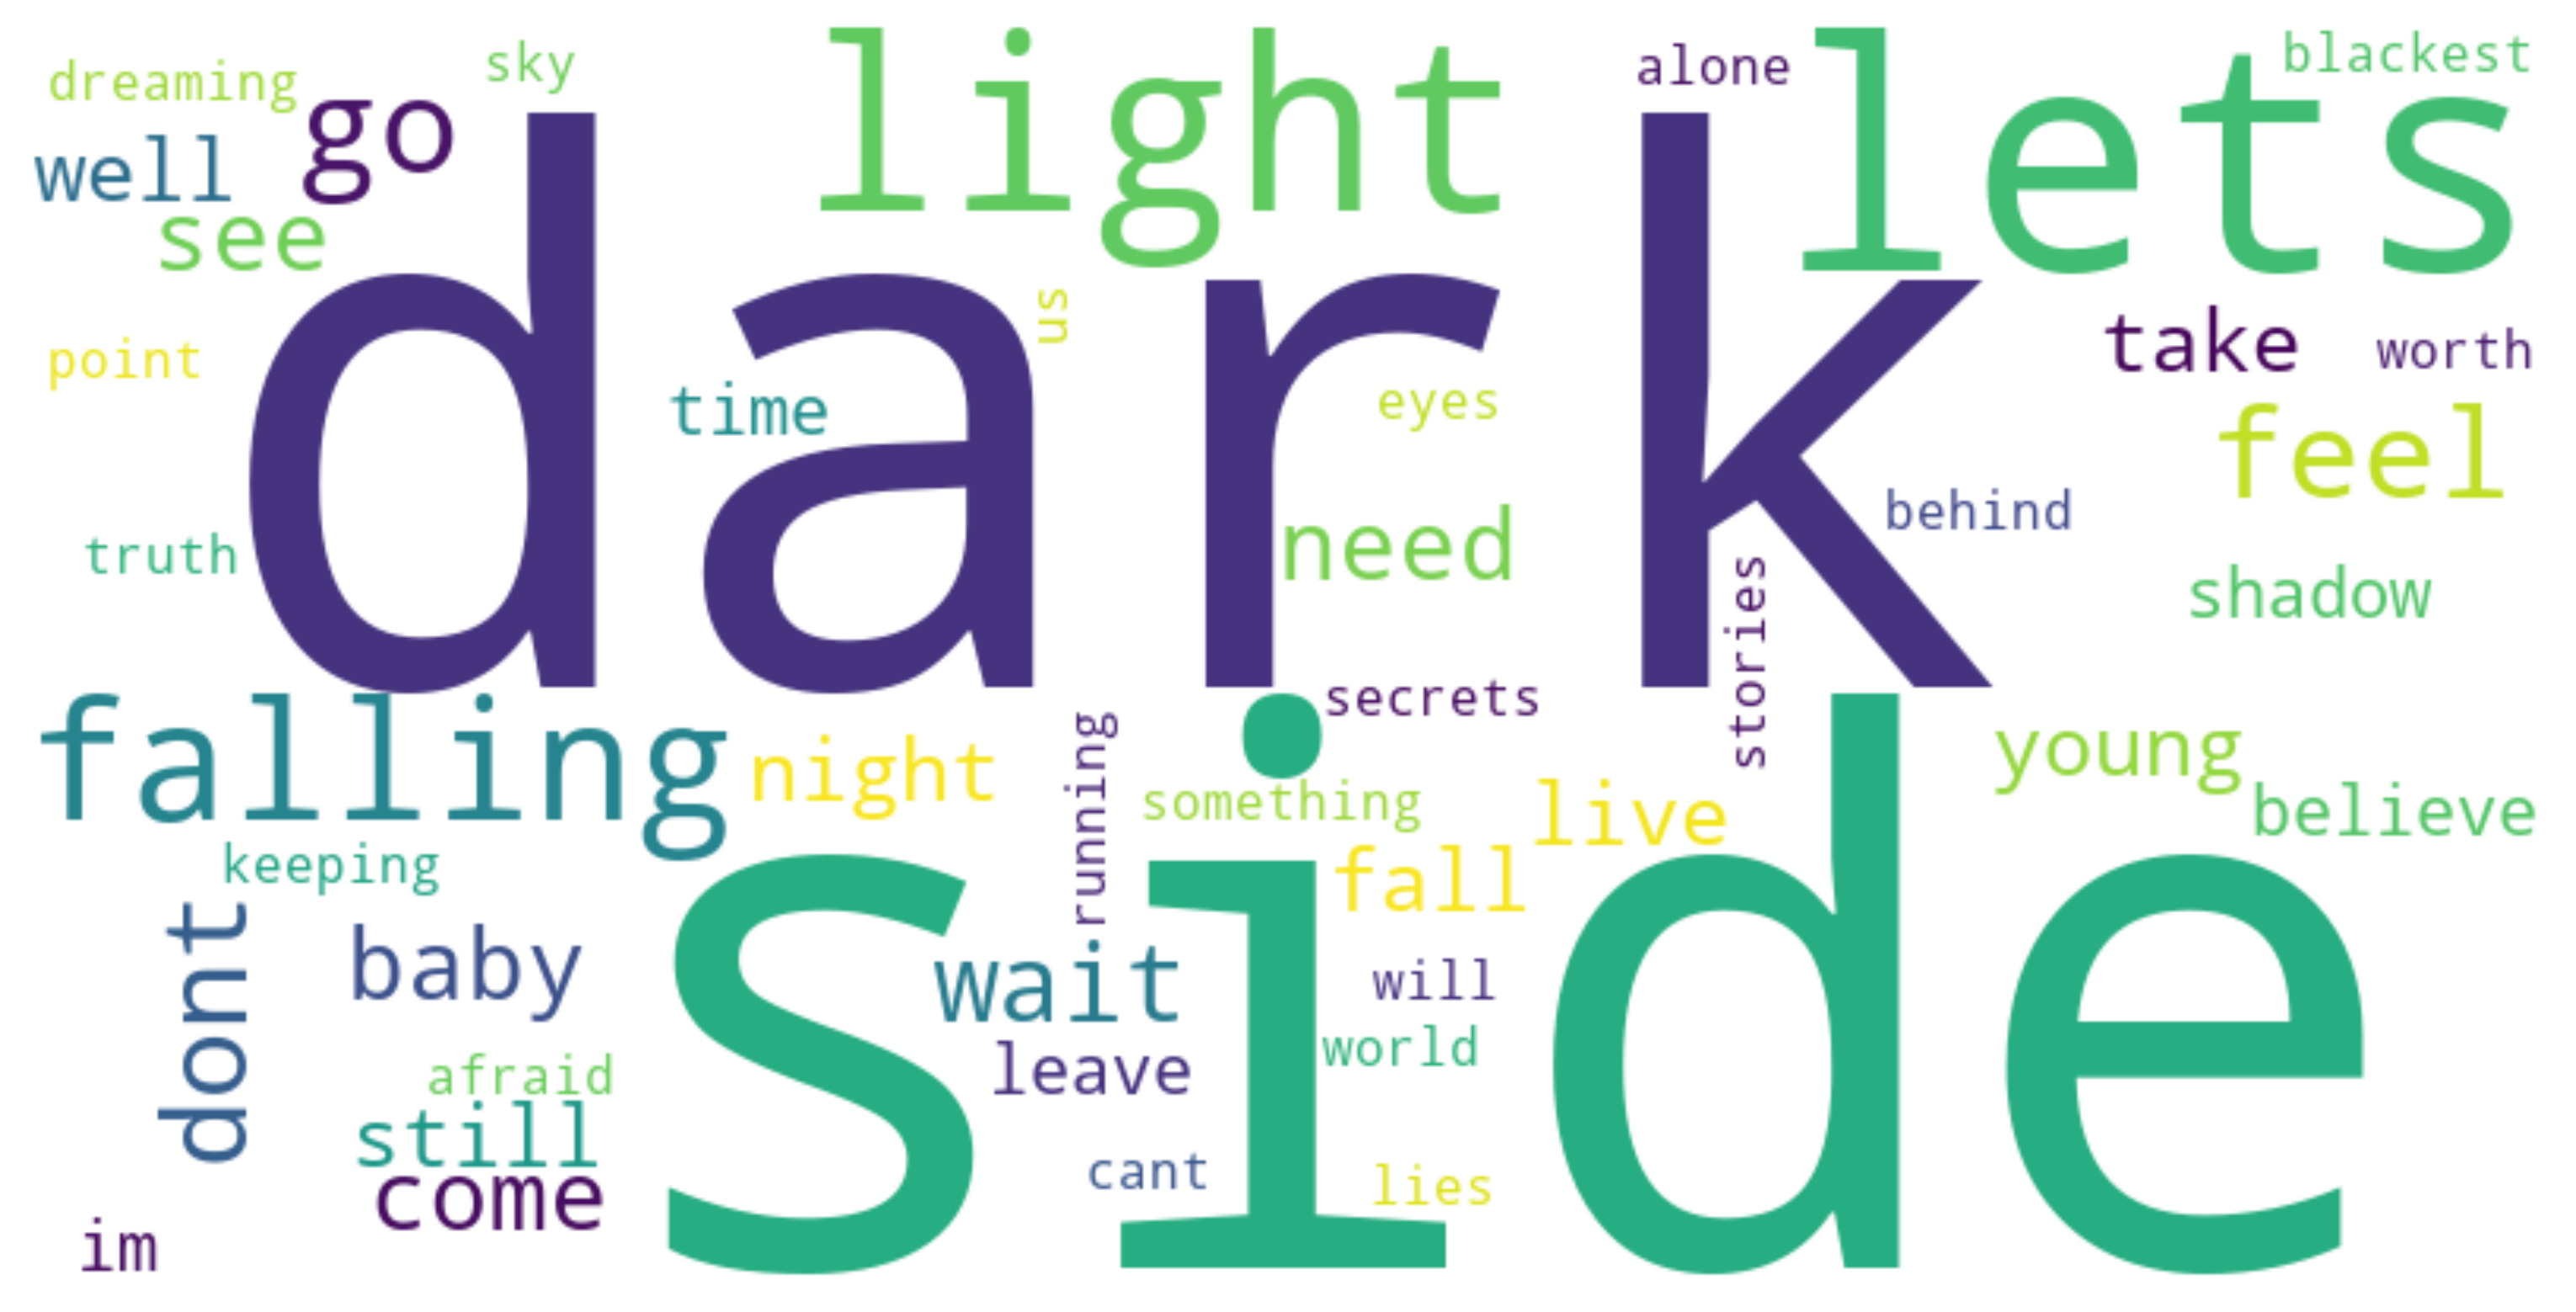 dreaming
sky
light
alone
lets
blackest
well
go
see
dark
us
take
worth
point
time
eyes
feel
need
behind
truth
shadow
stories
secrets
falling
night
running
something
live
young
believe
keeping
side
fall
dont
baby
wait
will
leave
world
afraid
still
cant
lies
come
im